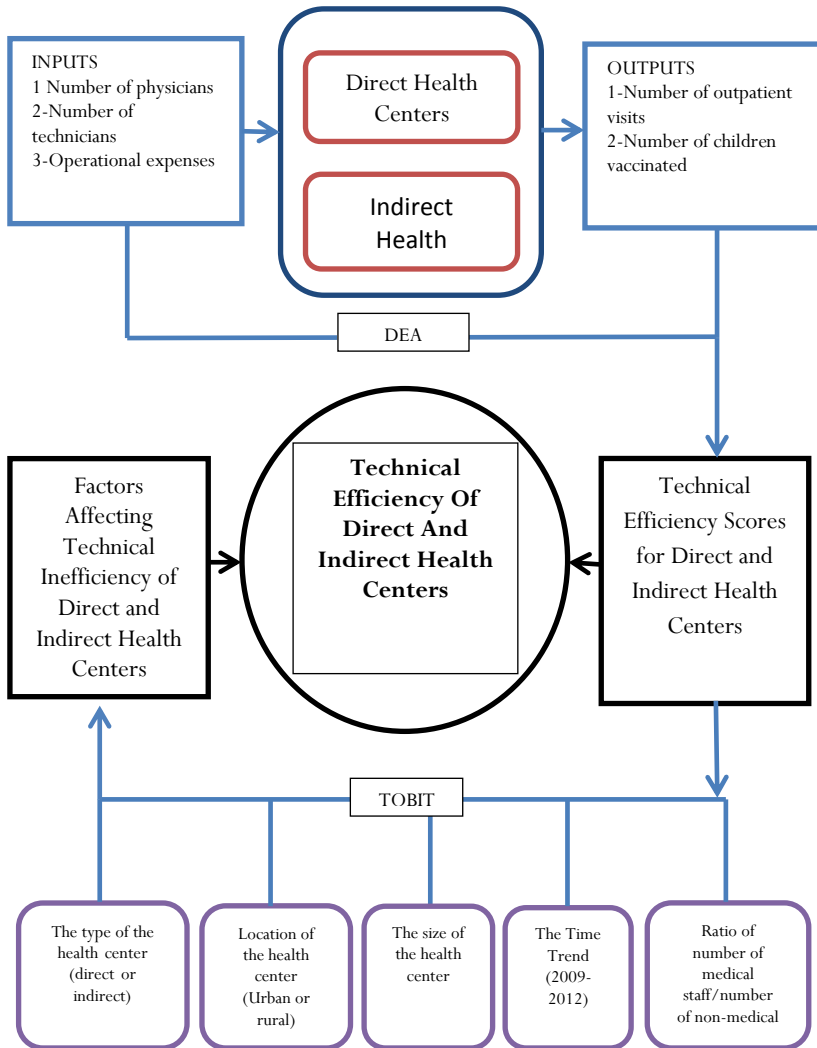 INPUTS
1 Number of physicians
2-Number of
technicians
3-Operational expenses
Direct Health
Centers
Indirect
Health
OUTPUTS
1-Number of outpatient
visits
2-Number of children
vaccinated
DEA
Factors
Affecting
Technical
Inefficiency of
Direct and
Indirect Health
Centers
Technical
Efficiency Of
Direct And
Indirect Health
Centers
Technical
Efficiency Scores
for Direct and
Indirect Health
Centers
TOBIT
The type of the
health center
(direct or
indirect)
Location of
the health
center
(Urban or
rural)
The size of
the health
center
The Time
Trend
(2009-
2012)
Ratio of
number of
medical
staff/number
of non-medical